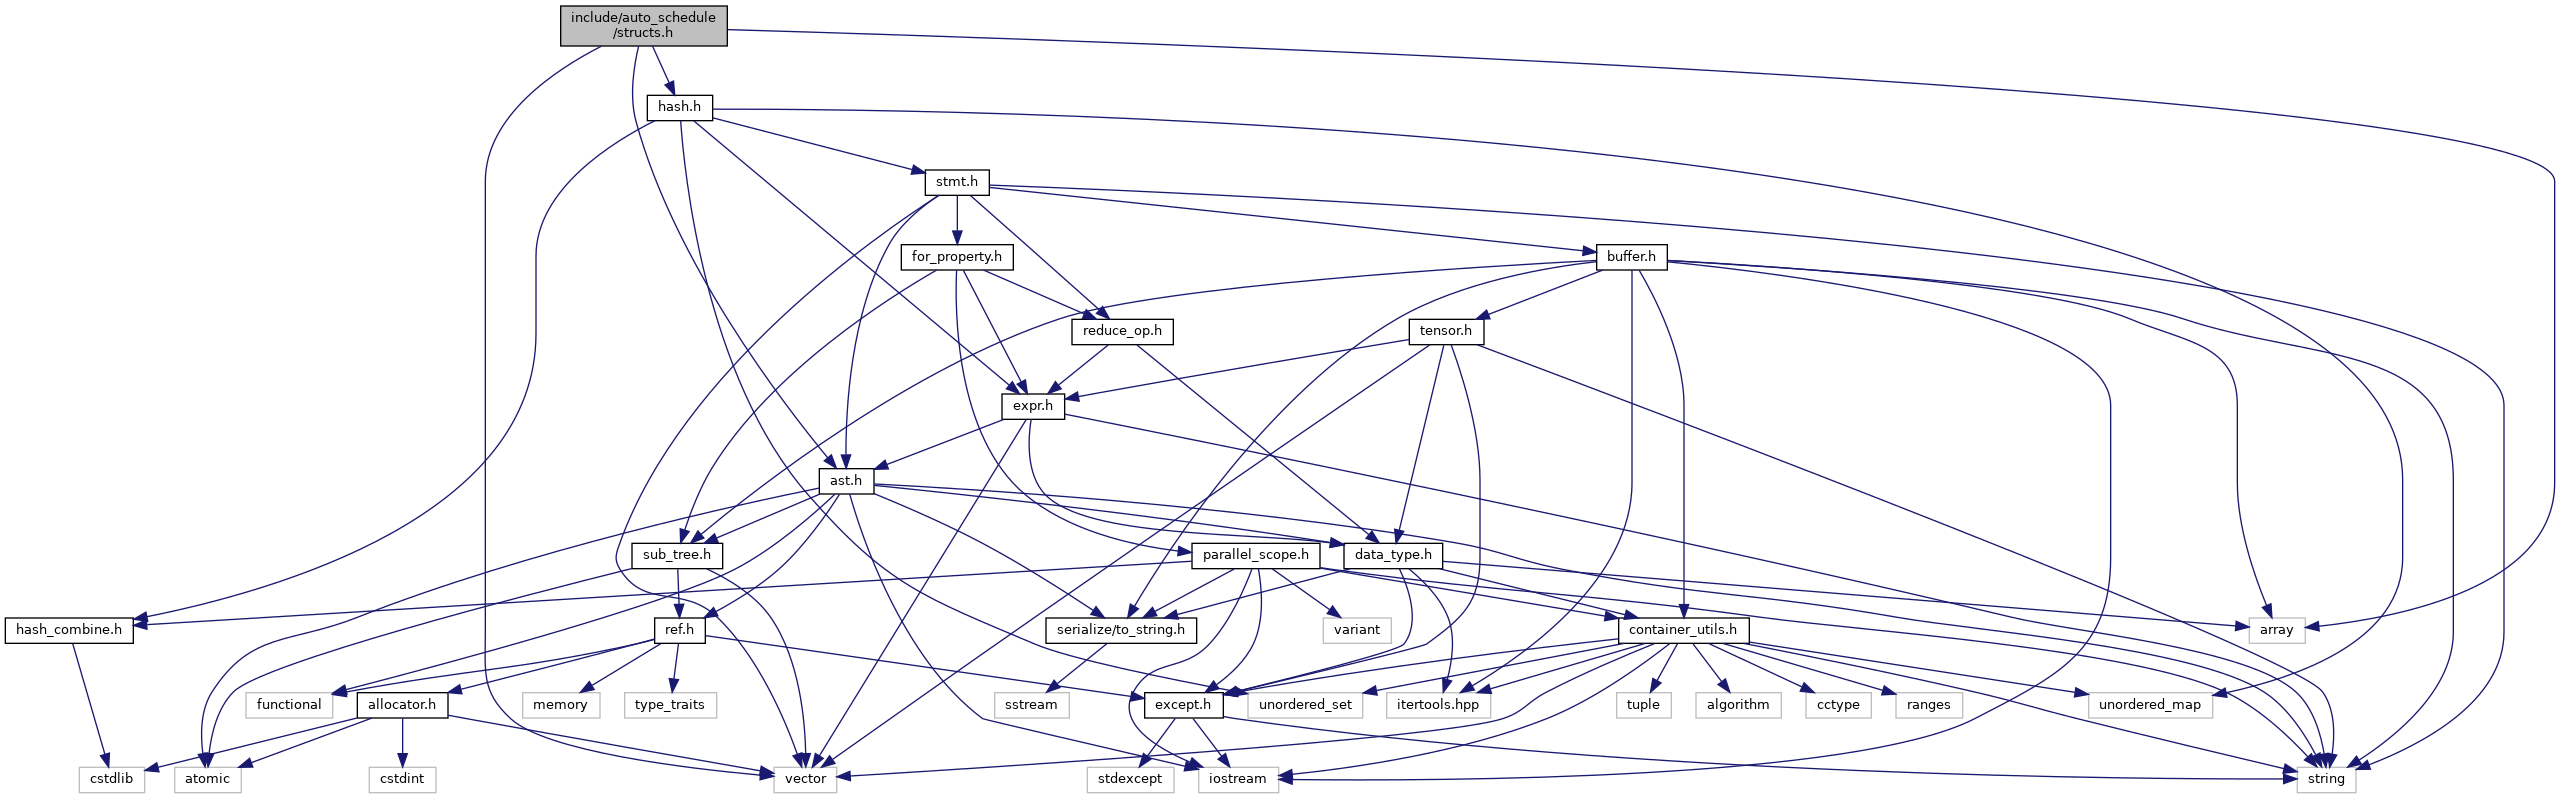 include/auto_schedule
/structs.h
hash.h
stmt.h
for_property.h
buffer.h
reduce_op.h
tensor.h
expr.h
ast.h
sub_tree.h
parallel_scope.h
data_type.h
hash_combine.h
ref.h
serialize/to_string.h
variant
container_utils.h
array
functional
allocator.h
memory
type_traits
sstream
except.h
unordered_set
itertools.hpp
tuple
algorithm
cctype
ranges
unordered_map
cstdlib
atomic
cstdint
vector
stdexcept
iostream
string